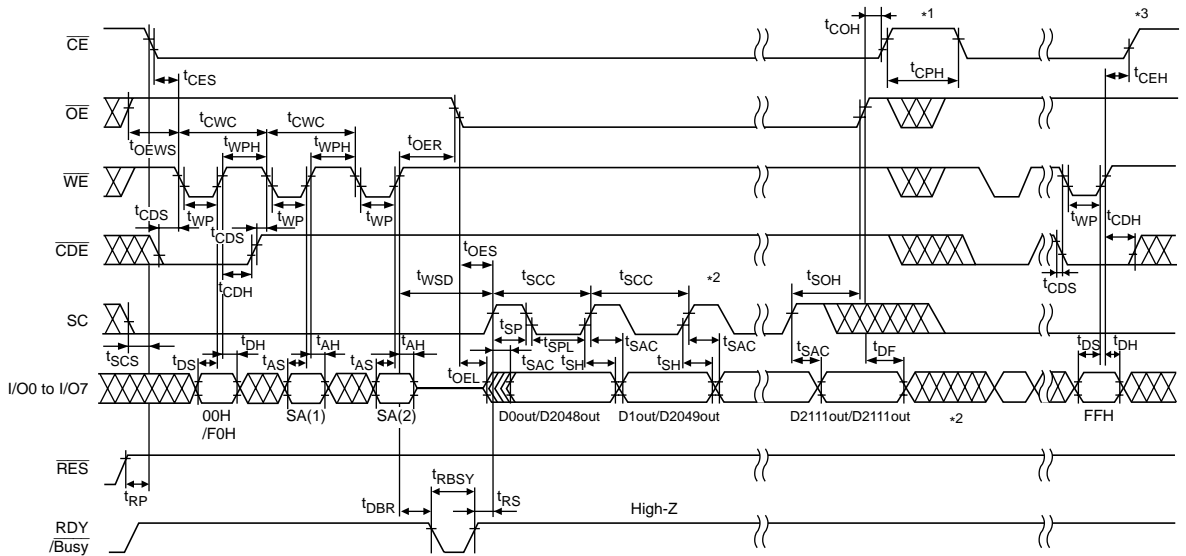 tCOH *1 *3
CE
tCES tCPH tCEH
OE
tCWC tCWC
tOEWS tWPH tWPH tOER
WE
tCDS tWP tCDS tWP tWP tWP tCDH
CDE
tOES
tCDH tWSD tSCC tSCC *2 tSOH tCDS
SC
tSP
tSCS tDH tAH tAH tSPL tSAC tSAC tDS tDH
tDS tAS tAS tOEL tSAC tSH tSH tSAC tDF
I/O0 to I/O7
00H SA(1) SA(2) D0out/D2048out D1out/D2049out D2111out/D2111out *2 FFH
/F0H
RES
tRP tRBSY
tDBR tRS High-Z
RDY
/Busy